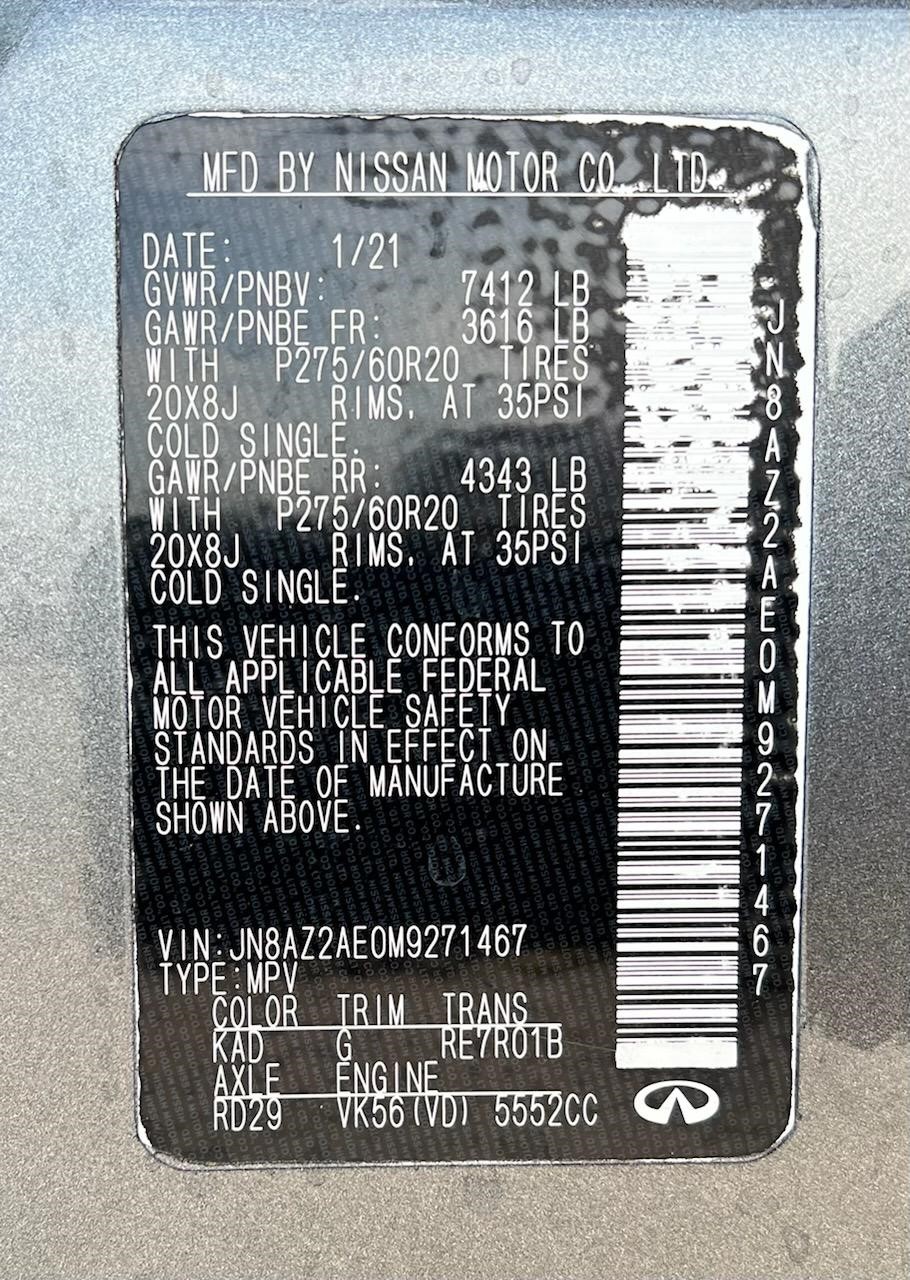 MFD BY NISSAN MOTOR CO.,LTD.
DATE: 1/21
GVWR/PNBV: 7412 LB
GAWR/PNBE FR: 3616 LB
WITH P275/60R20 TIRES
20X8J RIMS, AT 35PSI
COLD SINGLE.
GAWR/PNBE RR: 4343 LB
WITH P275/60R20 TIRES
20X8J RIMS, AT 35PSI
COLD SINGLE.
THIS VEHICLE CONFORMS TO
ALL APPLICABLE FEDERAL
MOTOR VEHICLE SAFETY
STANDARDS IN EFFECT ON
THE DATE OF MANUFACTURE
SHOWN ABOVE.
VIN:JN8AZ2AE0M9271467
TYPE:MPV
COLOR TRIM TRANS
KAD G RE7R01B
AXLE ENGINE
RD29 VK56(VD) 5552CC
JN8AZ2AE0M9271467